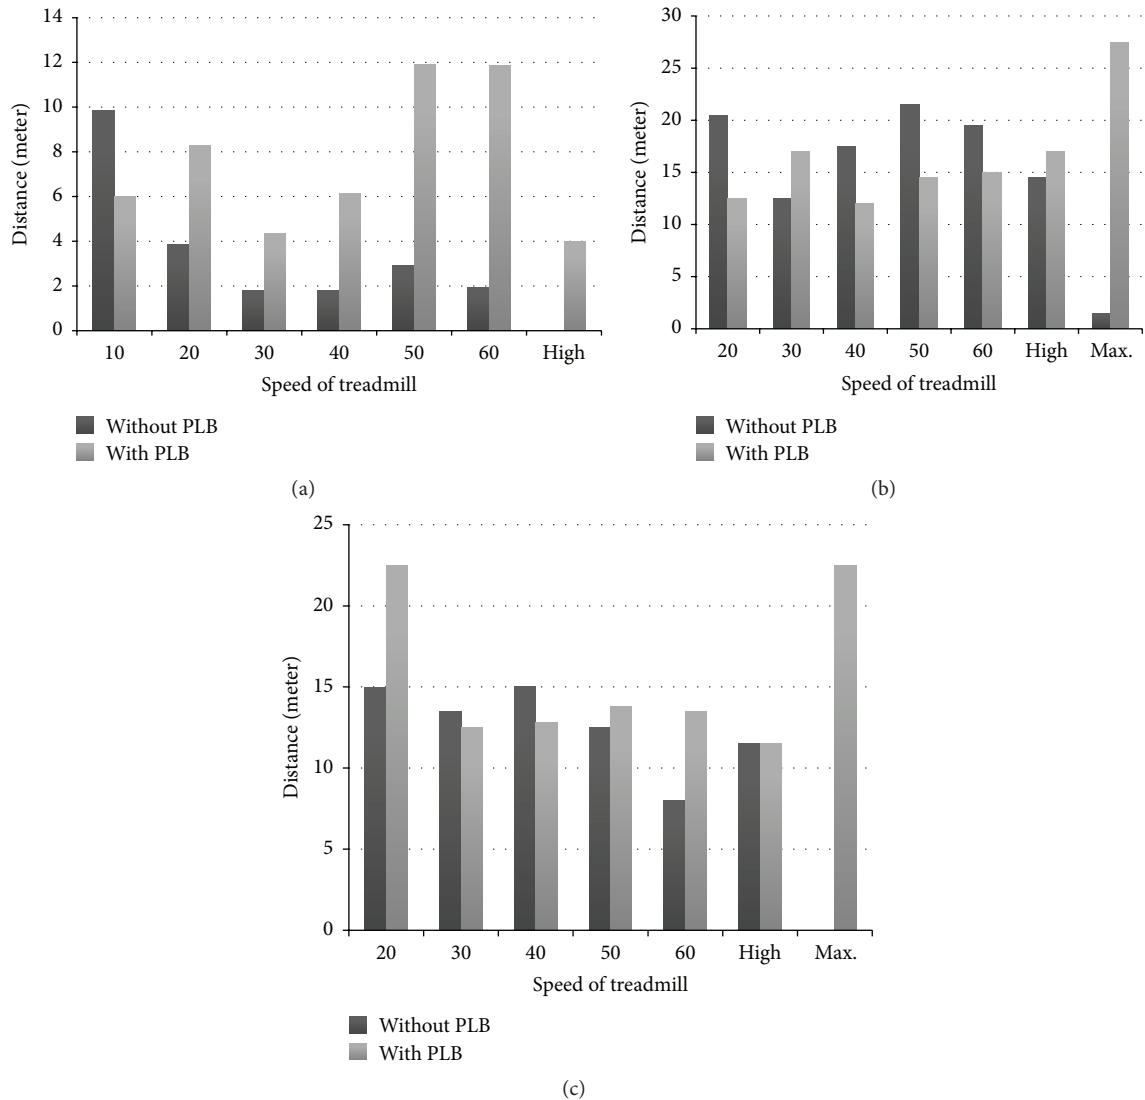 14
12
10
8
6
4
2
0
Distance (meter)
10 20 30 40 50 60 High
Speed of treadmill
Without PLB
With PLB
(a)
30
25
20
15
10
5
0
Distance (meter)
20 30 40 50 60 High Max.
Speed of treadmill
Without PLB
With PLB
(b)
25
20
15
10
5
0
Distance (meter)
20 30 40 50 60 High Max.
Speed of treadmill
Without PLB
With PLB
(c)